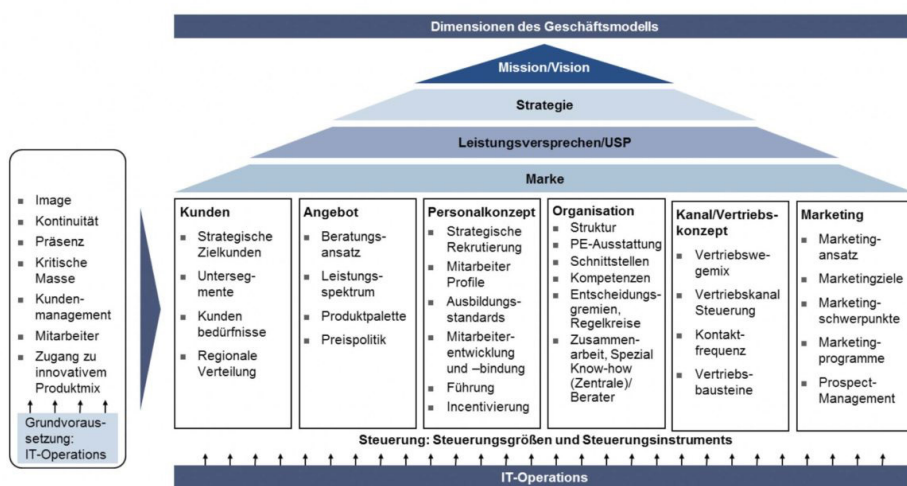 Dimensionen des Geschäftsmodells
Mission/Vision
Strategie
Leistungsversprechen/USP
Marke
Image
Kontinuität
Präsenz
Kritische
Masse
Kunden-
management
Mitarbeiter
Zugang zu
innovativem
Produktmix
Grundvoraus-
setzung:
IT-Operations
Kunden
Strategische
Zielkunden
Unterseg-
mente
Kunden
bedürfnisse
Regionale
Verteilung
Angebot
Beratungs-
ansatz
Leistungs-
spektrum
Produktpalette
Preispolitik
Personalkonzept
Strategische
Rekrutierung
Mitarbeiter
Profile
Ausbildungs-
standards
Mitarbeiter-
entwicklung
und –bindung
Führung
Incentivierung
Organisation
Struktur
PE-Ausstattung
Schnittstellen
Kompetenzen
Entscheidungs-
gremien, Regelkreise
Zusammen-
arbeit, Spezial
Know-how
(Zentrale)/
Berater
Kanal/Vertriebs-
konzept
Vertriebswe-
gemix
Vertriebskanal
Steuerung
Kontakt-
frequenz
Vertriebs-
bausteine
Marketing
Marketing-
ansatz
Marketingziele
Marketing-
schwerpunkte
Marketing-
programme
Prospect-
Management
Steuerung: Steuerungsgrößen und Steuerungsinstruments
IT-Operations